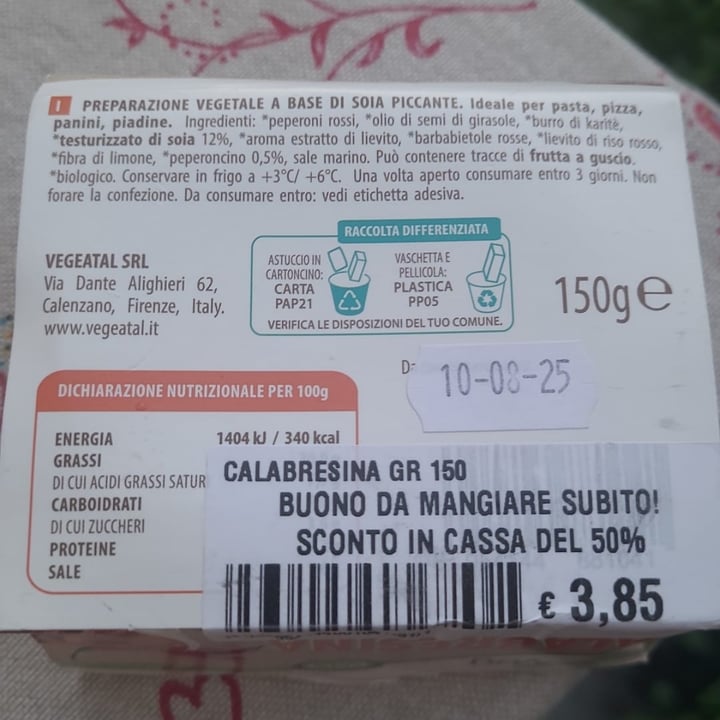 I PREPARAZIONE VEGETALE A BASE DI SOIA PICCANTE. Ideale per pasta, pizza,
panini, piadine. Ingredienti: *peperoni rossi, *olio di semi di girasole, *burro di karitè,
*testurizzato di soia 12%, *aroma estratto di lievito, *barbabietole rosse, *lievito di riso rosso,
*fibra di limone, *peperoncino 0,5%, sale marino. Può contenere tracce di frutta a guscio.
*biologico. Conservare in frigo a +3°C/ +6°C. Una volta aperto consumare entro 3 giorni. Non
forare la confezione. Da consumare entro: vedi etichetta adesiva.
VEGEATAL SRL
Via Dante Alighieri 62,
Calenzano, Firenze, Italy.
www.vegeatal.it
RACCOLTA DIFFERENZIATA
ASTUCCIO IN
CARTONCINO:
CARTA
PAP21
VASCHETTA E
PELLICOLA:
PLASTICA
PP05
VERIFICA LE DISPOSIZIONI DEL TUO COMUNE.
150g e
10-08-25
DICHIARAZIONE NUTRIZIONALE PER 100g
ENERGIA 1404 kJ / 340 kcal
GRASSI
DI CUI ACIDI GRASSI SATUR
CARBOIDRATI
DI CUI ZUCCHERI
PROTEINE
SALE
CALABRESINA GR 150
BUONO DA MANGIARE SUBITO!
SCONTO IN CASSA DEL 50%
€ 3,85